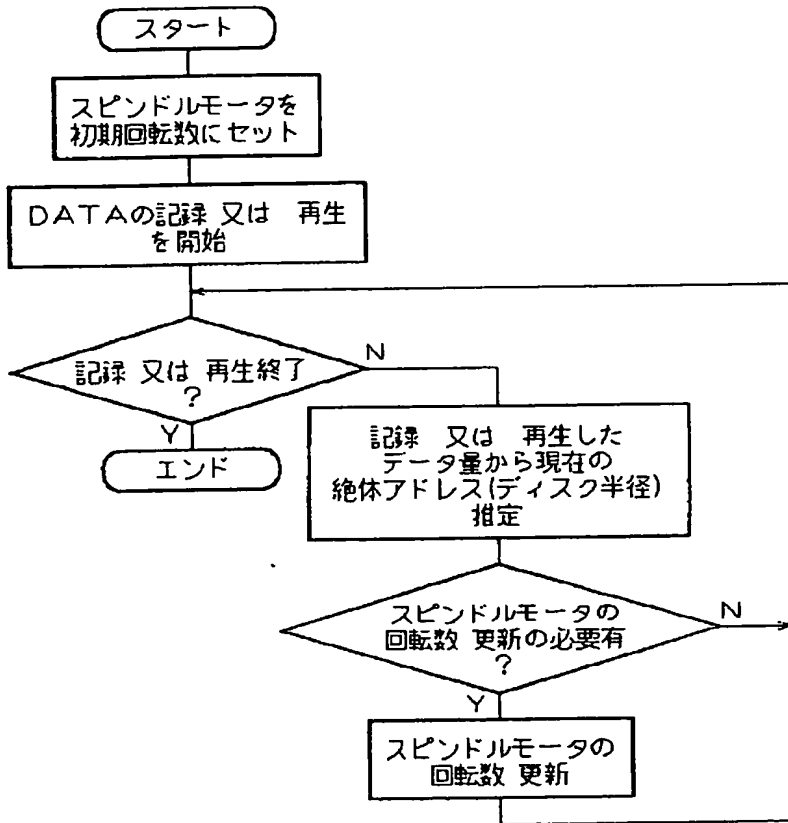 スタート
スピンドルモータを
初期回転数にセット
DATAの記録 又は 再生
を開始
記録 又は 再生終了
?
N
Y
エンド
記録 又は 再生した
データ量から現在の
絶体アドレス(ディスク半径)
推定
スピンドルモータの
回転数 更新の必要有
?
N
Y
スピンドルモータの
回転数 更新